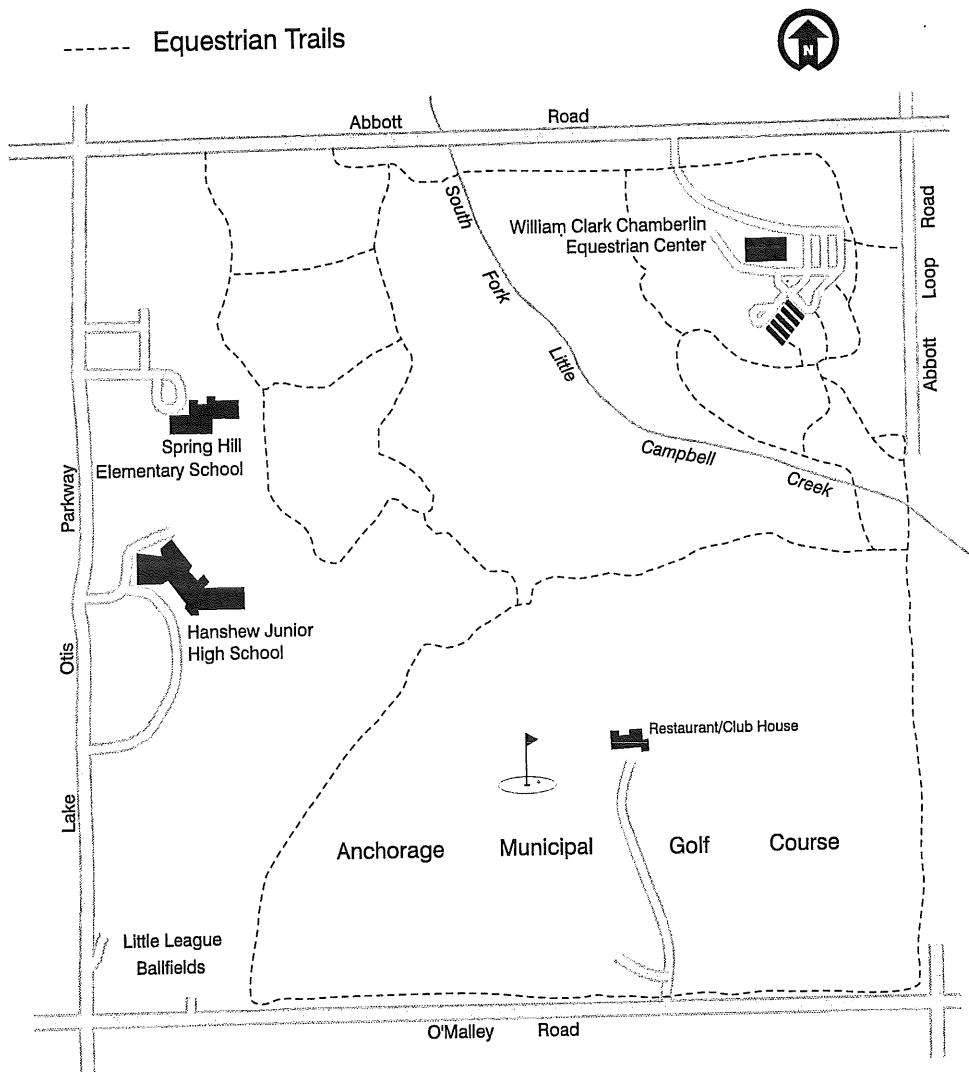 Equestrian Trails
N
Abbott Road
South Fork Little Campbell Creek
William Clark Chamberlin
Equestrian Center
Abbott Loop Road
Spring Hill
Elementary School
Lake Otis Parkway
Hanshew Junior
High School
Restaurant/Club House
Anchorage Municipal Golf Course
Little League
Ballfields
O'Malley Road